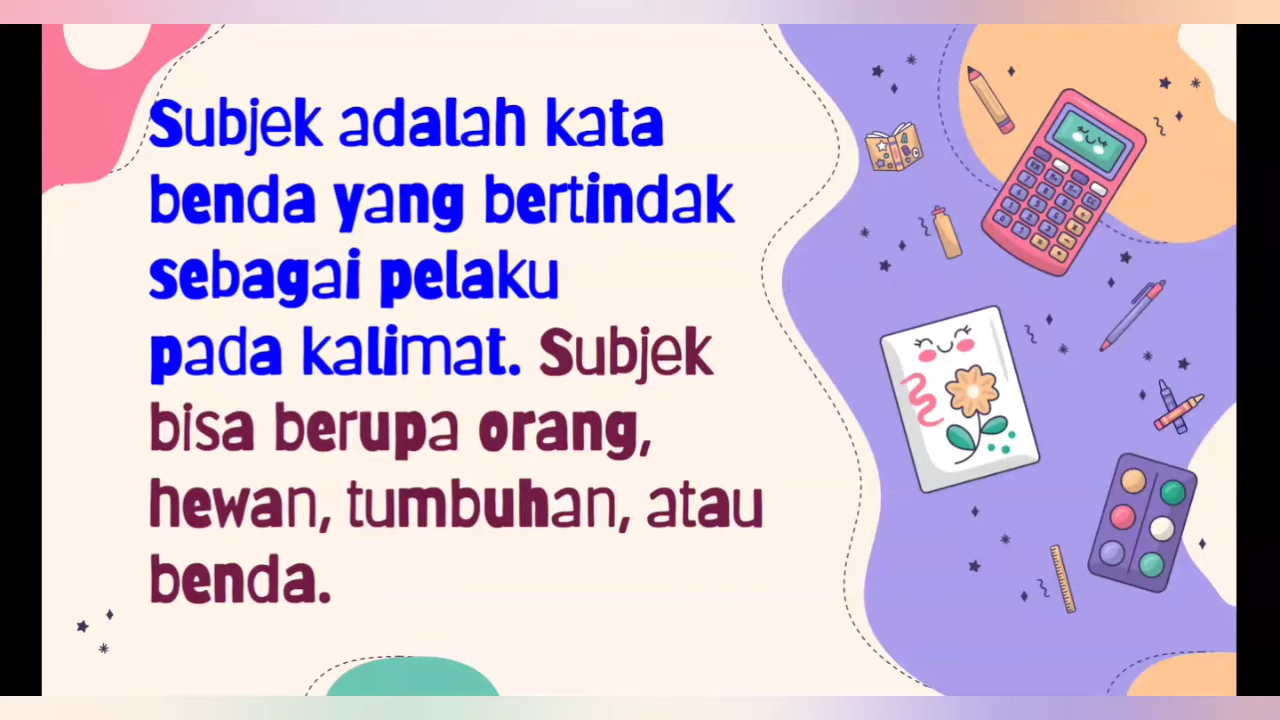 Subjek adalah kata
benda yang bertindak
sebagai pelaku
pada kalimat. Subjek
bisa berupa orang,
hewan, tumbuhan, atau
benda.